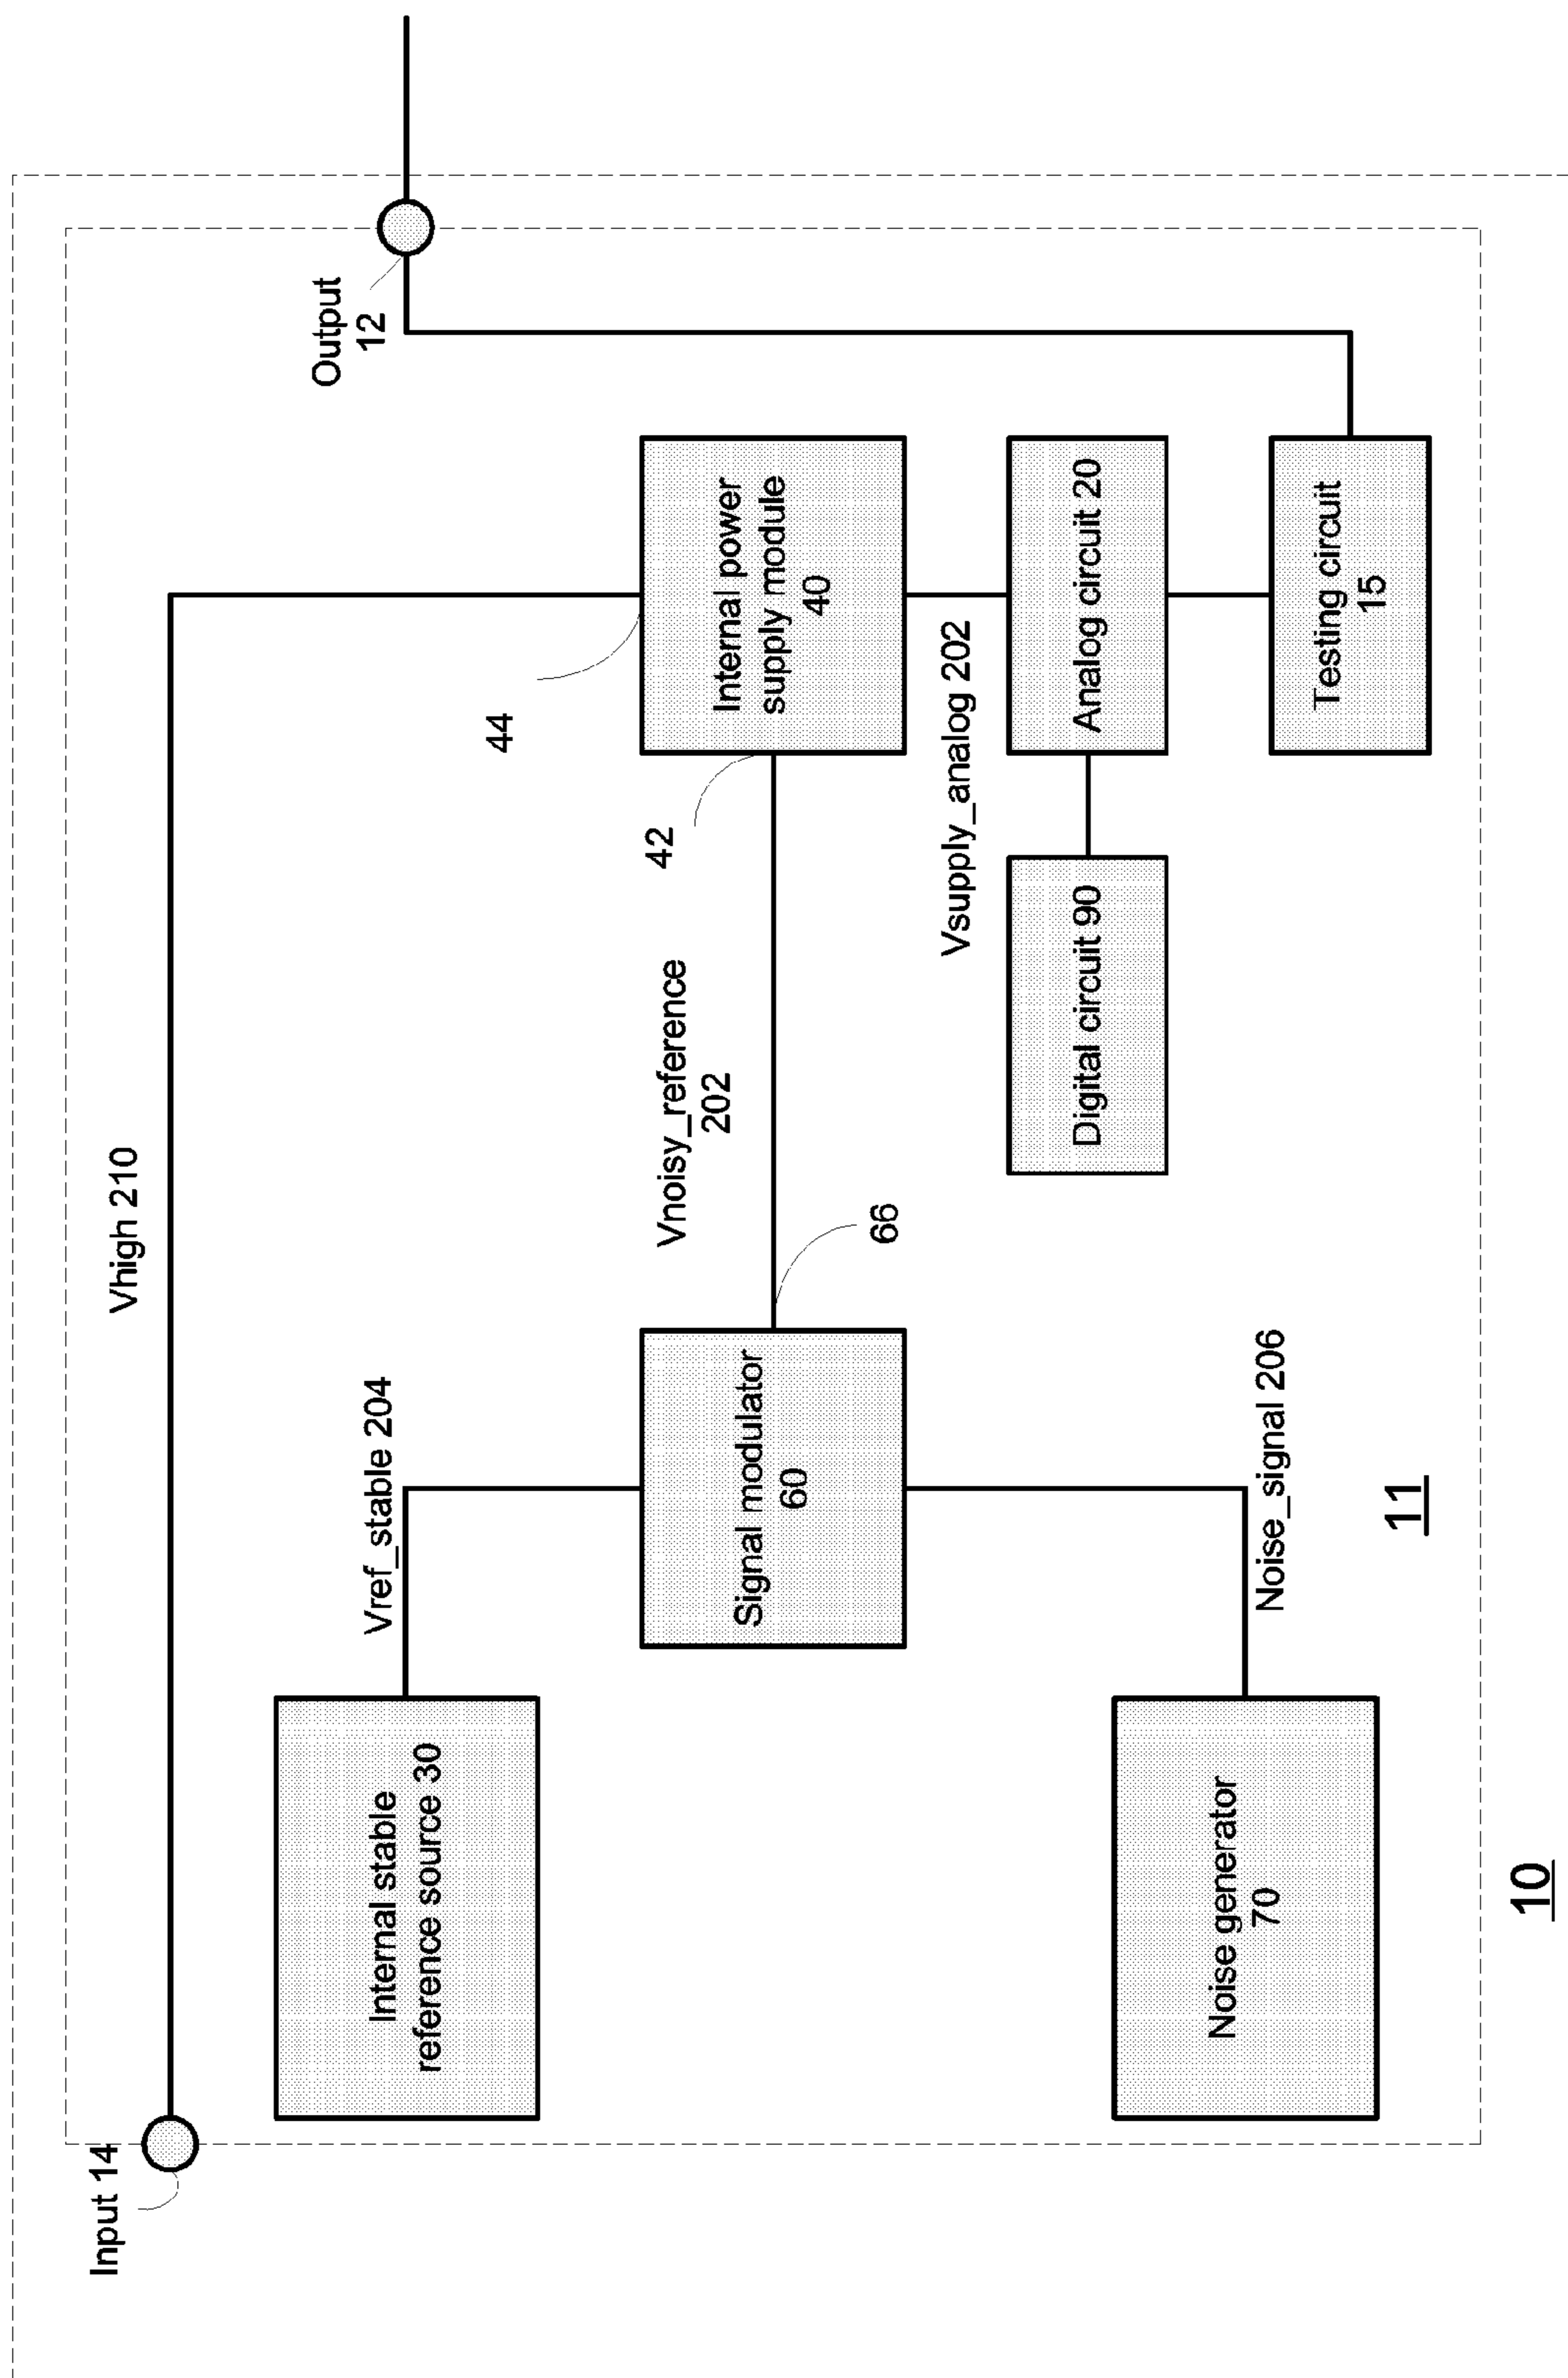 Input 14
Vhigh 210
Output
12
Internal stable
reference source 30
Vref_stable 204
44
Signal modulator
60
66
Vnoisy_reference
202
42
Internal power
supply module
40
Vsupply_analog 202
Digital circuit 90
Analog circuit 20
Noise generator
70
Noise_signal 206
Testing circuit
15
11
10